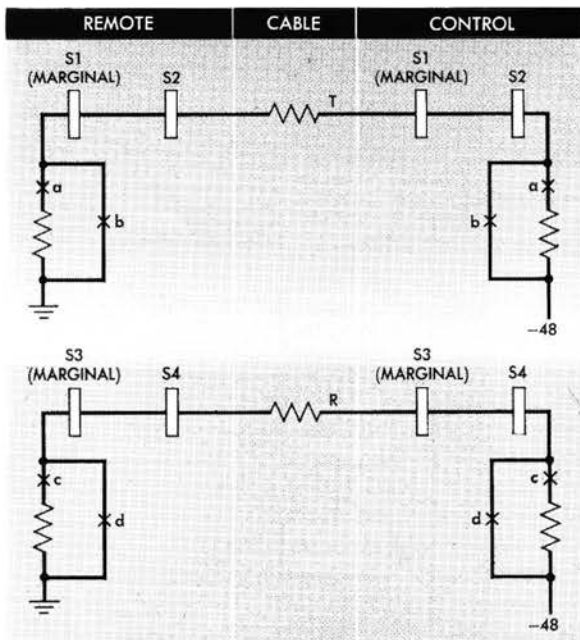 REMOTE CABLE CONTROL
S1 (MARGINAL) S2 T S1 (MARGINAL) S2
a b b a
-48
S3 (MARGINAL) S4 R S3 (MARGINAL) S4
c d d c
-48